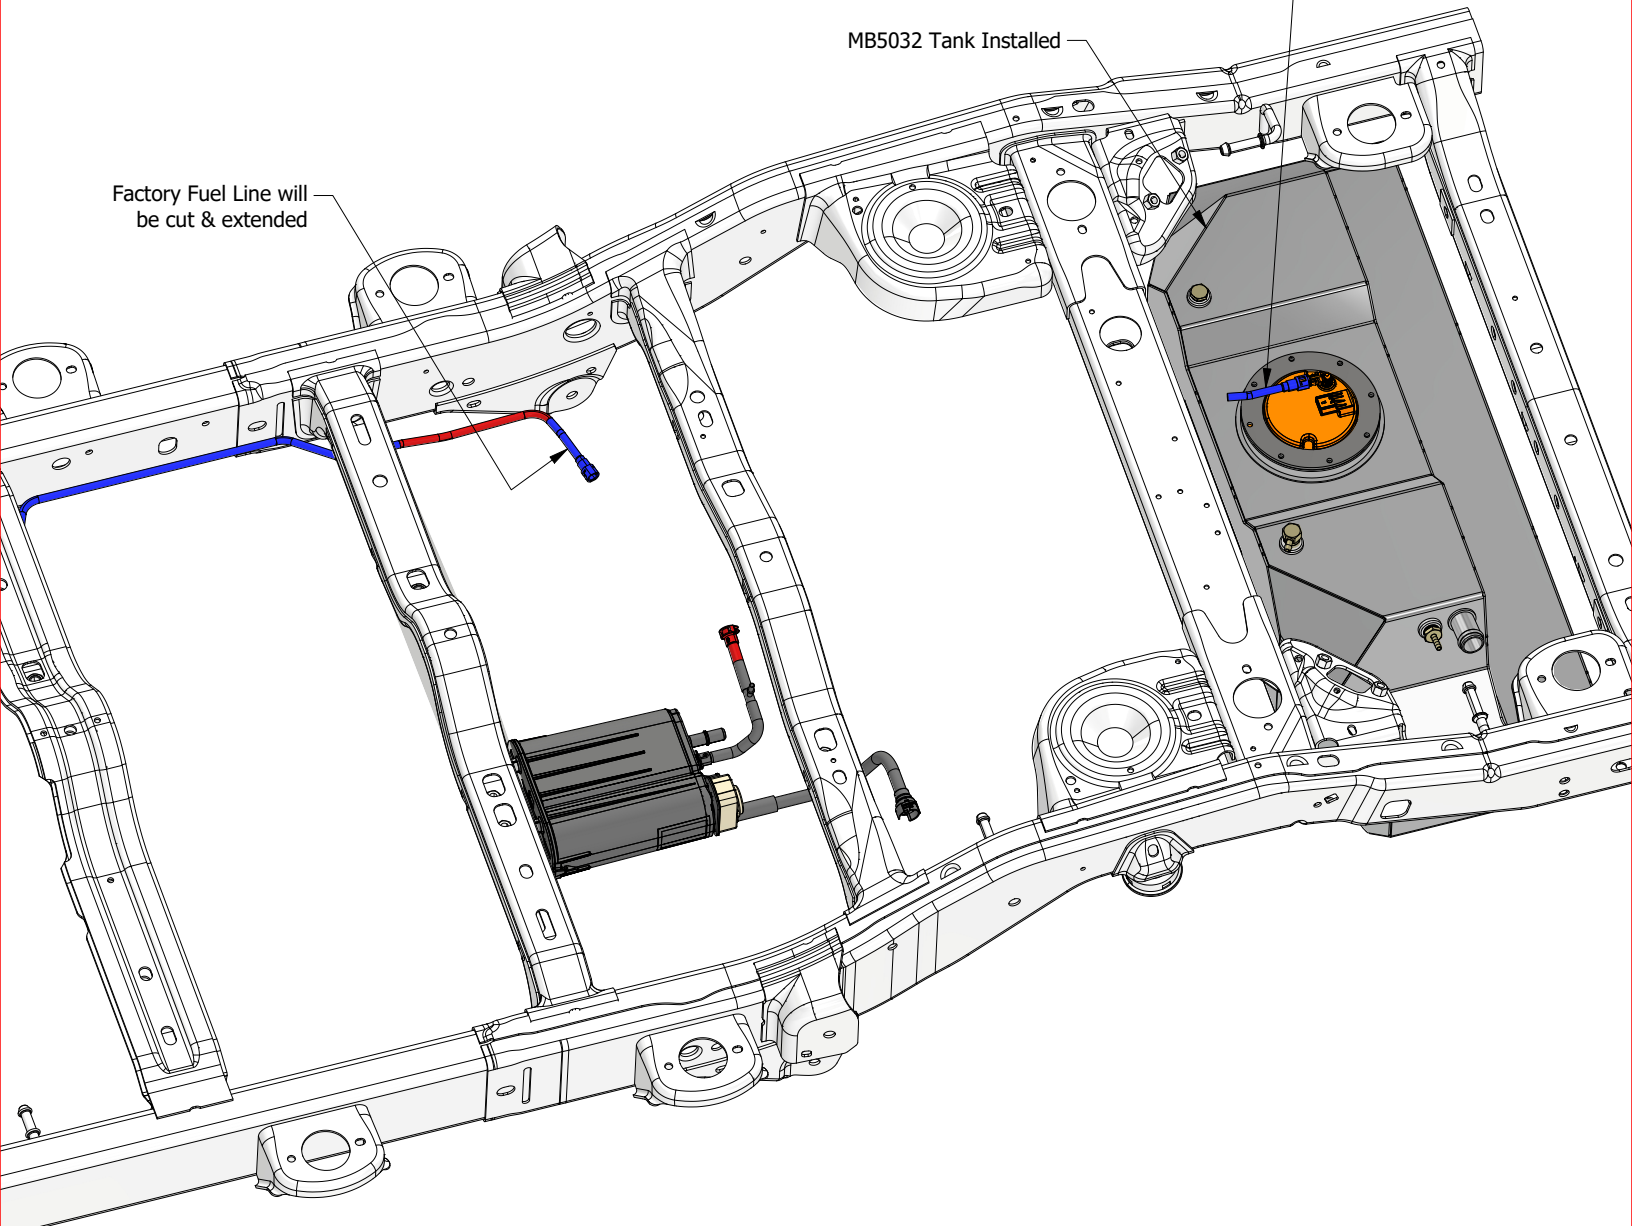 MB5032 Tank Installed
Factory Fuel Line will
be cut & extended